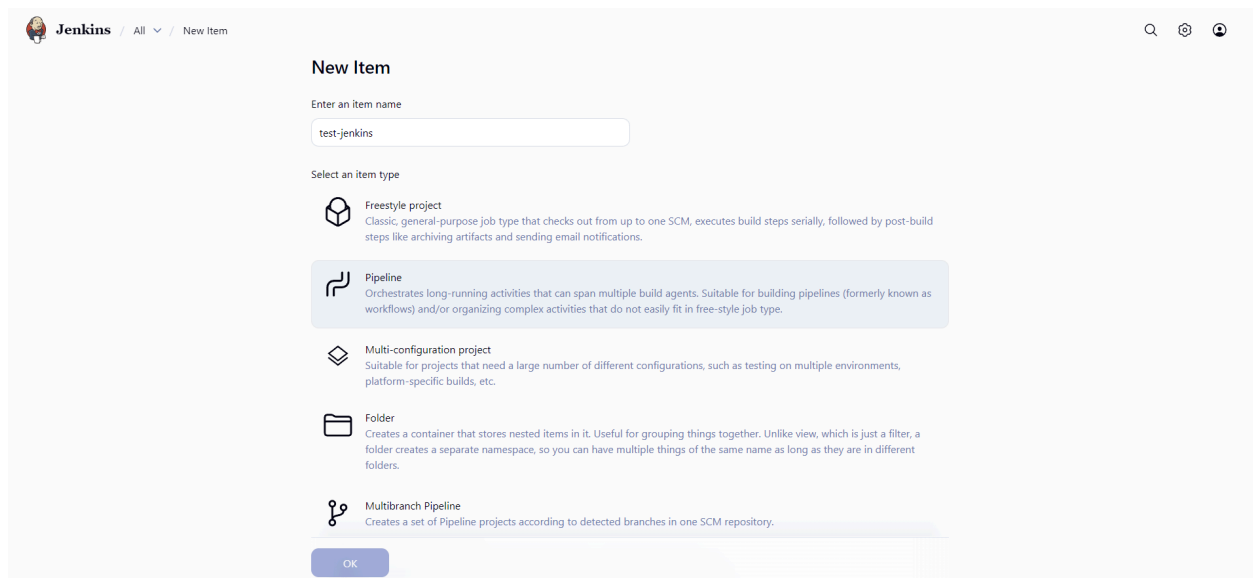 Jenkins / All / New Item
New Item
Enter an item name
test-jenkins
Select an item type
Freestyle project
Classic, general-purpose job type that checks out from up to one SCM, executes build steps serially, followed by post-build
steps like archiving artifacts and sending email notifications.
Pipeline
Orchestrates long-running activities that can span multiple build agents. Suitable for building pipelines (formerly known as
workflows) and/or organizing complex activities that do not easily fit in free-style job type.
Multi-configuration project
Suitable for projects that need a large number of different configurations, such as testing on multiple environments,
platform-specific builds, etc.
Folder
Creates a container that stores nested items in it. Useful for grouping things together. Unlike view, which is just a filter, a
folder creates a separate namespace, so you can have multiple things of the same name as long as they are in different
folders.
Multibranch Pipeline
Creates a set of Pipeline projects according to detected branches in one SCM repository.
OK